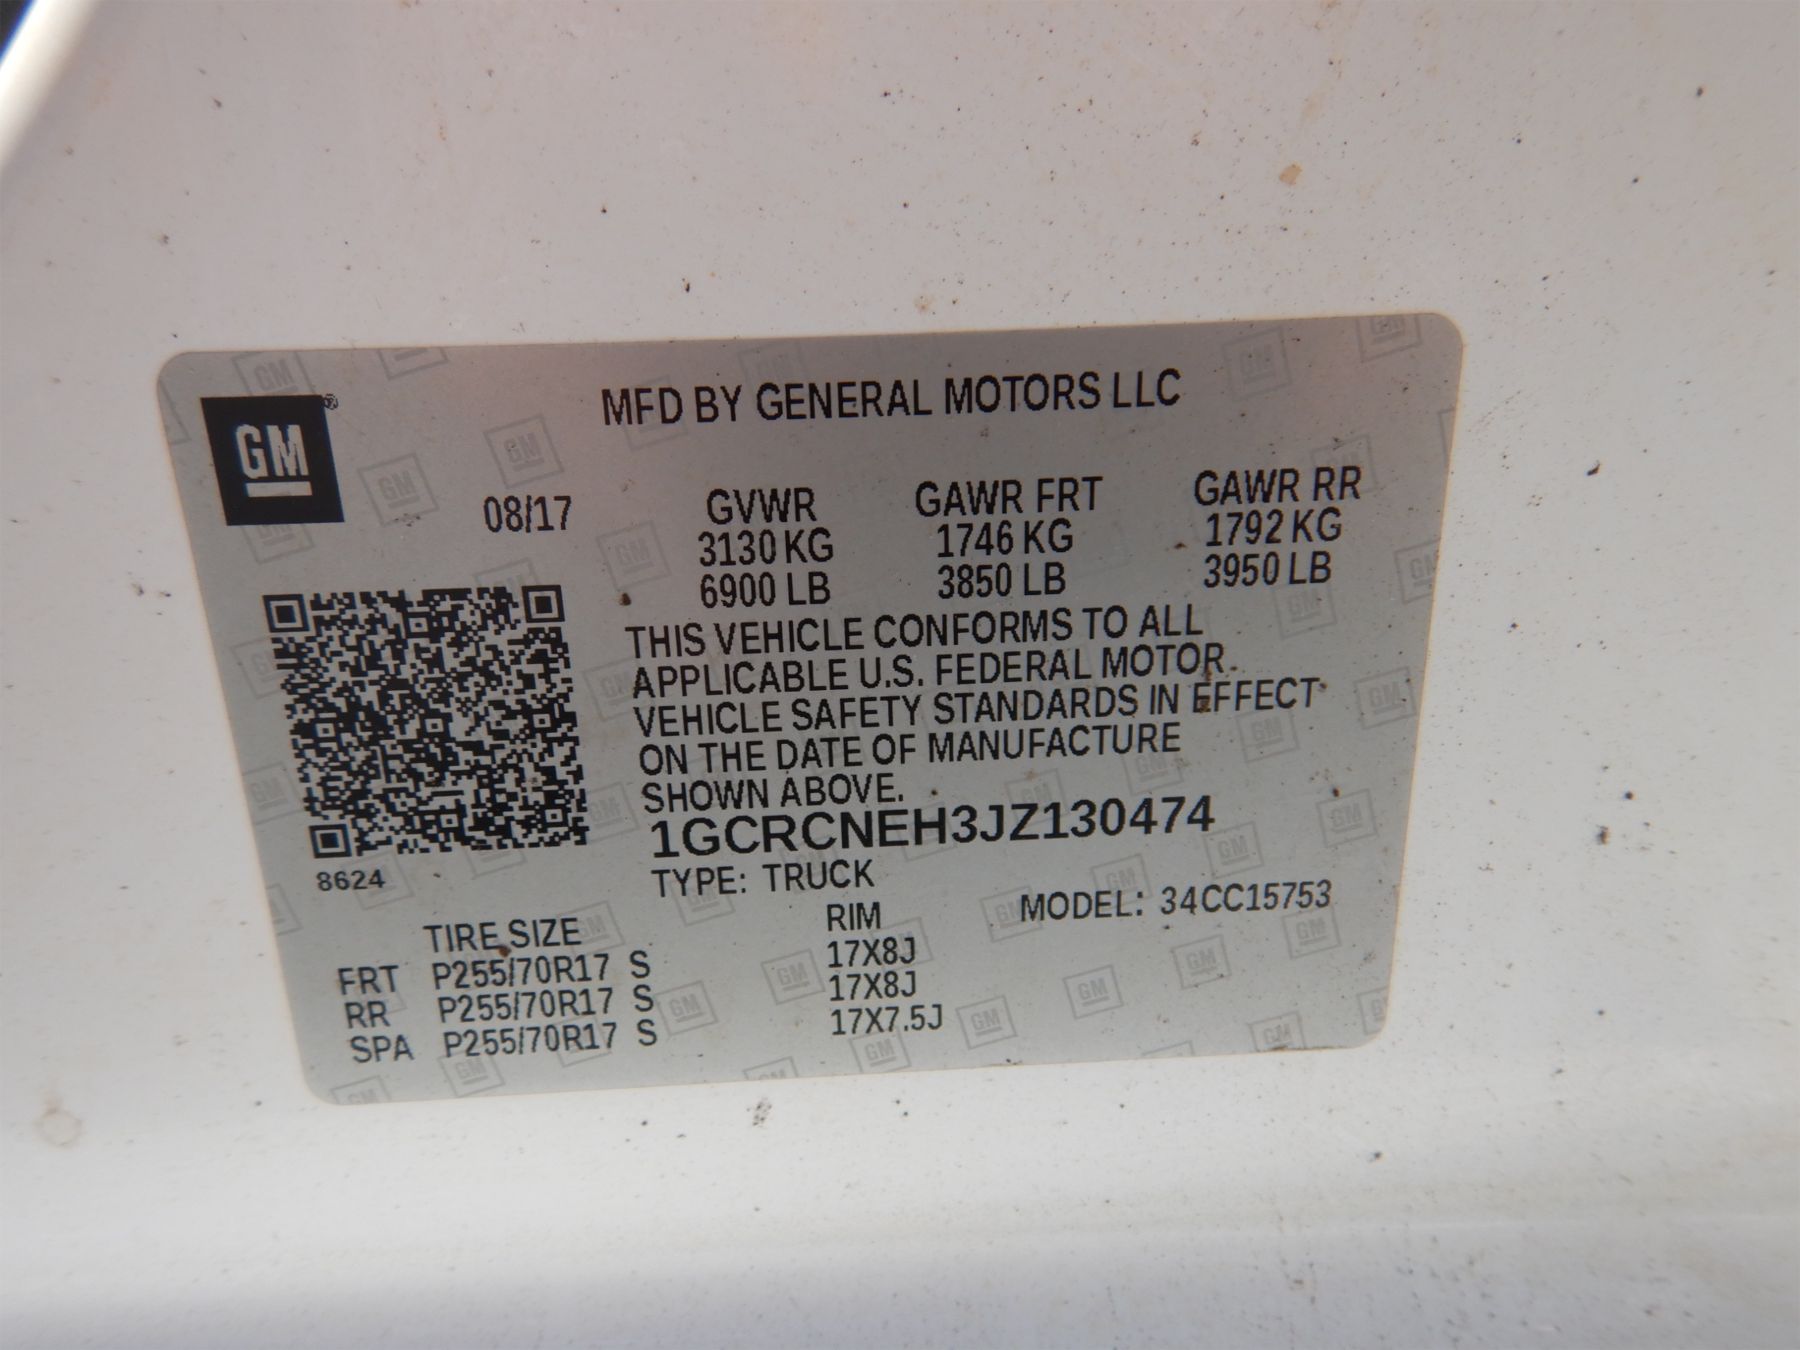 GM®
MFD BY GENERAL MOTORS LLC
08/17
GVWR GAWR FRT GAWR RR
3130 KG 1746 KG 1792 KG
6900 LB 3850 LB 3950 LB
THIS VEHICLE CONFORMS TO ALL
APPLICABLE U.S. FEDERAL MOTOR
VEHICLE SAFETY STANDARDS IN EFFECT
ON THE DATE OF MANUFACTURE
SHOWN ABOVE.
1GCRCNEH3JZ130474
8624
TYPE: TRUCK
MODEL: 34CC15753
TIRE SIZE RIM
FRT P255/70R17 S 17X8J
RR P255/70R17 S 17X8J
SPA P255/70R17 S 17X7.5J